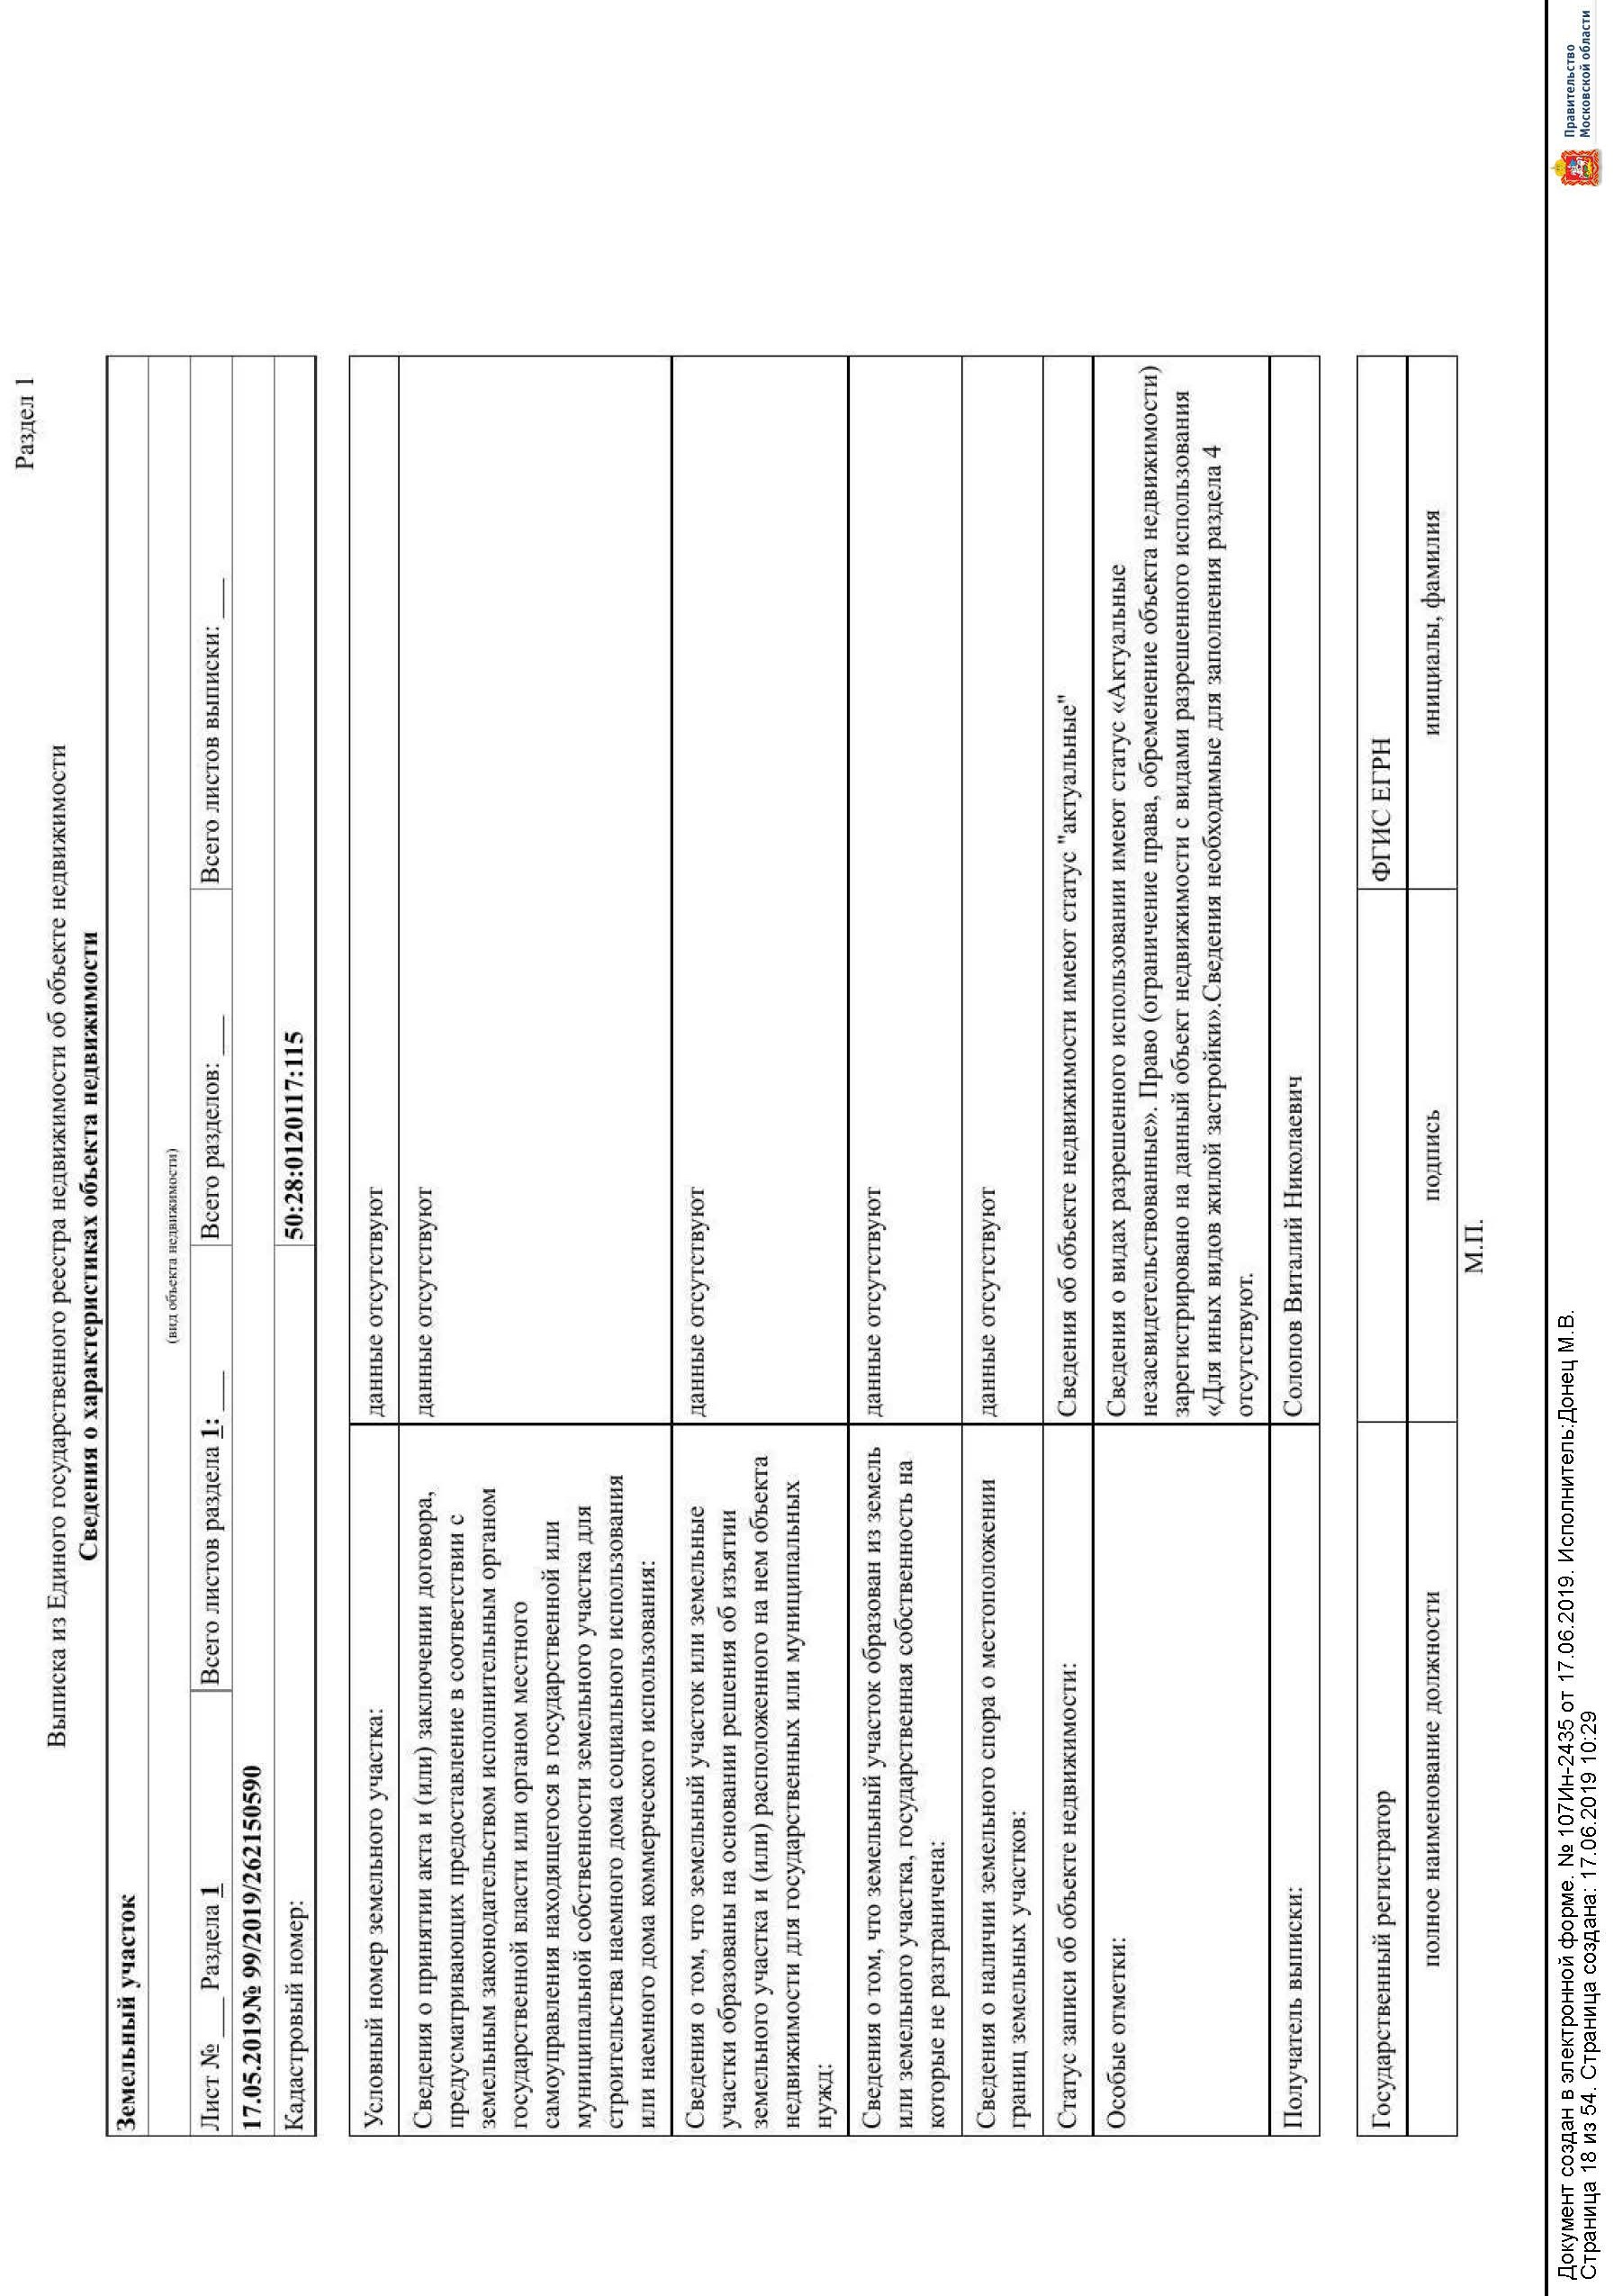 Раздел 1
Выписка из Единого государственного реестра недвижимости об объекте недвижимости
Сведения о характеристиках объекта недвижимости
Земельный участок
(вид объекта недвижимости)
Лист № ___ Раздела 1 Всего листов раздела 1: ___ Всего разделов: ___ Всего листов выписки: ___
17.05.2019№ 99/2019/262150590
Кадастровый номер: 50:28:0120117:115
Условный номер земельного участка: данные отсутствуют
Сведения о принятии акта и (или) заключении договора, данные отсутствуют
предусматривающих предоставление в соответствии с
земельным законодательством исполнительным органом
государственной власти или органом местного
самоуправления находящегося в государственной или
муниципальной собственности земельного участка для
строительства наемного дома социального использования
или наемного дома коммерческого использования:
Сведения о том, что земельный участок или земельные данные отсутствуют
участки образованы на основании решения об изъятии
земельного участка и (или) расположенного на нем объекта
недвижимости для государственных или муниципальных
нужд:
Сведения о том, что земельный участок образован из земель данные отсутствуют
или земельного участка, государственная собственность на
которые не разграничена:
Сведения о наличии земельного спора о местоположении данные отсутствуют
границ земельных участков:
Статус записи об объекте недвижимости: Сведения об объекте недвижимости имеют статус "актуальные"
Особые отметки: Сведения о видах разрешенного использовании имеют статус «Актуальные
незасвидетельствованные». Право (ограничение права, обременение объекта недвижимости)
зарегистрировано на данный объект недвижимости с видами разрешенного использования
«Для иных видов жилой застройки».Сведения необходимые для заполнения раздела 4
отсутствуют.
Получатель выписки: Солопов Виталий Николаевич
Государственный регистратор ФГИС ЕГРН
полное наименование должности подпись инициалы, фамилия
М.П.
Документ создан в электронной форме. № 107Ин-2435 от 17.06.2019. Исполнитель:Донец М.В.
Страница 18 из 54. Страница создана: 17.06.2019 10:29
Правительство
Московской области